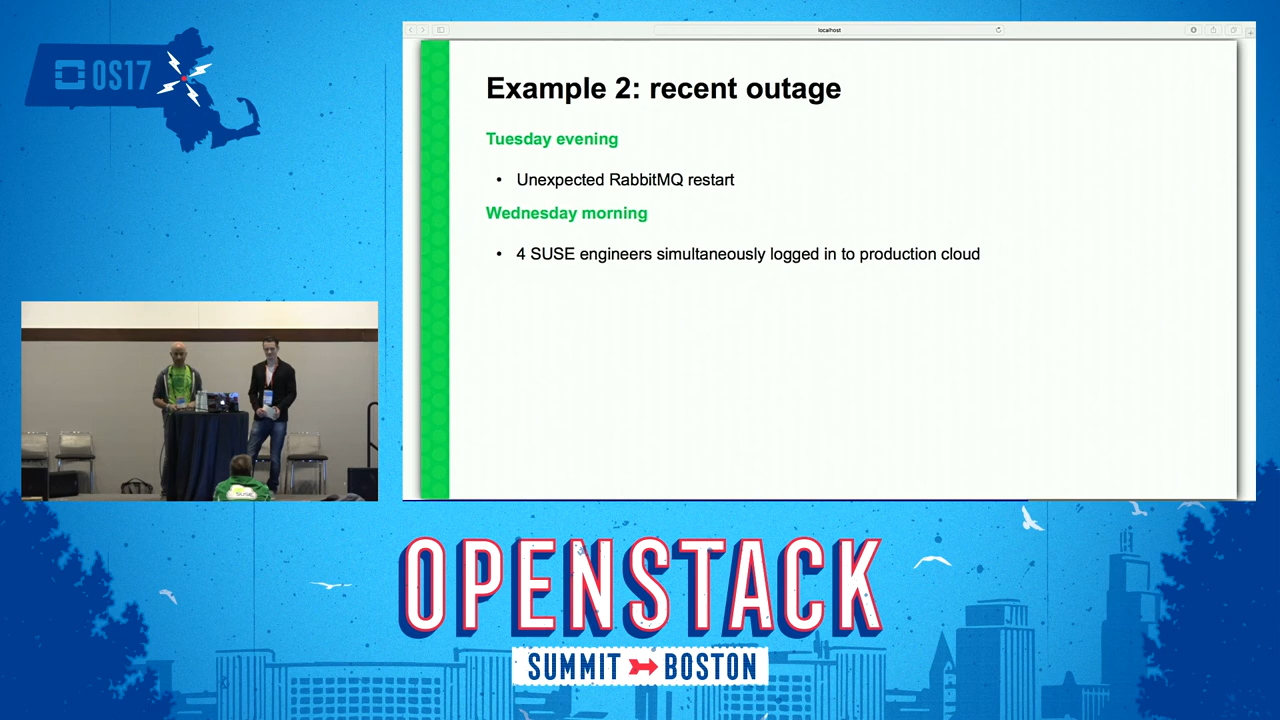 OS17
localhost
Example 2: recent outage
Tuesday evening
• Unexpected RabbitMQ restart
Wednesday morning
• 4 SUSE engineers simultaneously logged in to production cloud
SUSE
OPENSTACK
SUMMIT BOSTON